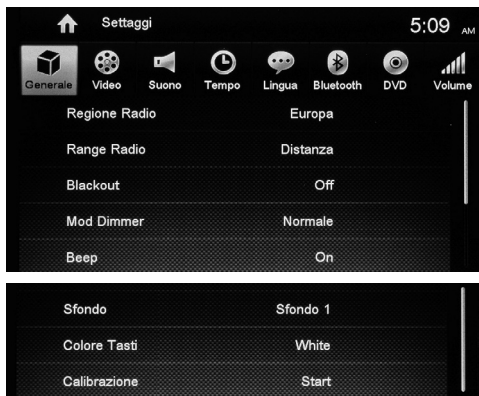 Settaggi 5:09 AM
Generale Video Suono Tempo Lingua Bluetooth DVD Volume
Regione Radio Europa
Range Radio Distanza
Blackout Off
Mod Dimmer Normale
Beep On
Sfondo Sfondo 1
Colore Tasti White
Calibrazione Start